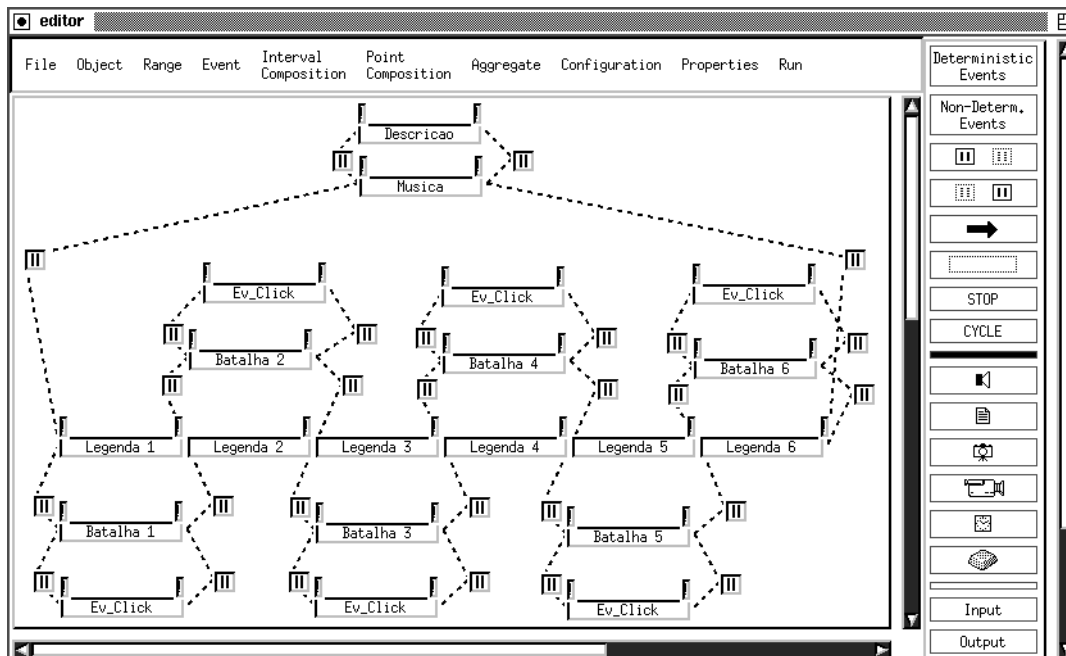 editor
File Object Range Event Interval Composition Point Composition Aggregate Configuration Properties Run
Deterministic
Events
Non-Determ.
Events
STOP
CYCLE
Input
Output
Descricao
Musica
Ev_Click
Ev_Click
Ev_Click
Batalha 2
Batalha 4
Batalha 6
Legenda 1
Legenda 2
Legenda 3
Legenda 4
Legenda 5
Legenda 6
Batalha 1
Batalha 3
Batalha 5
Ev_Click
Ev_Click
Ev_Click